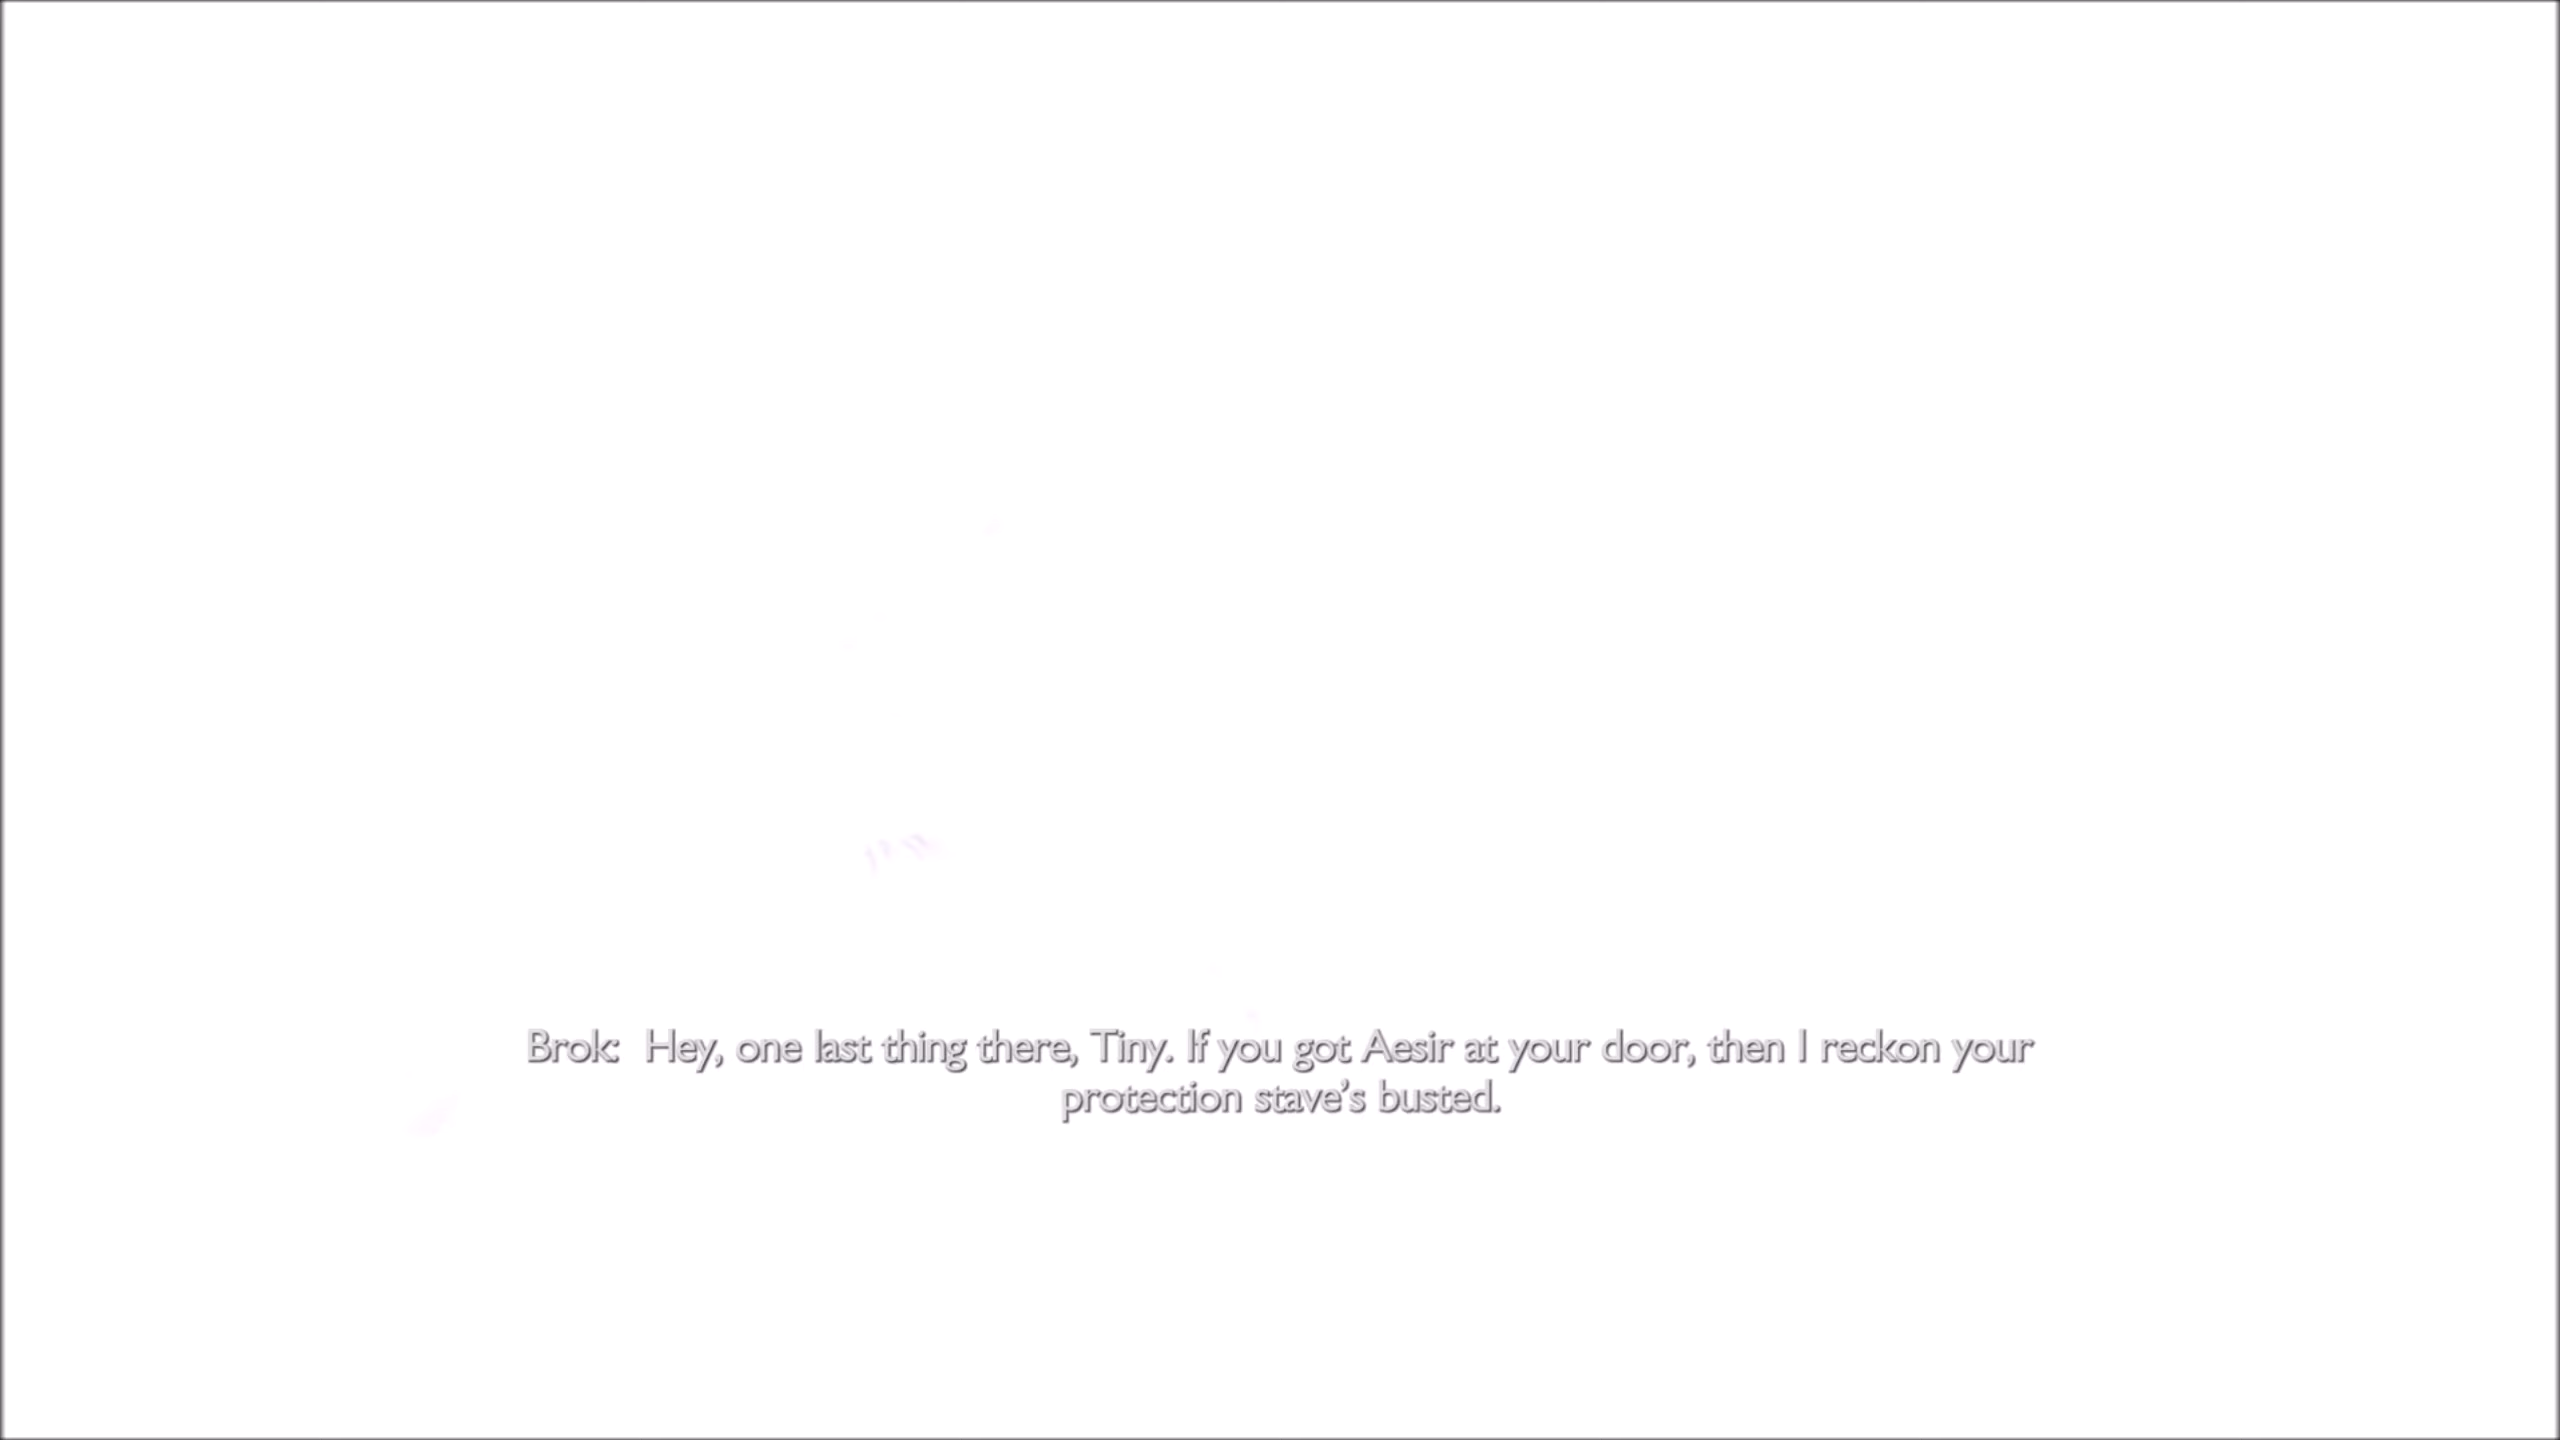 Brok:  Hey, one last thing there, Tiny. If you got Aesir at your door, then I reckon your
protection stave’s busted.